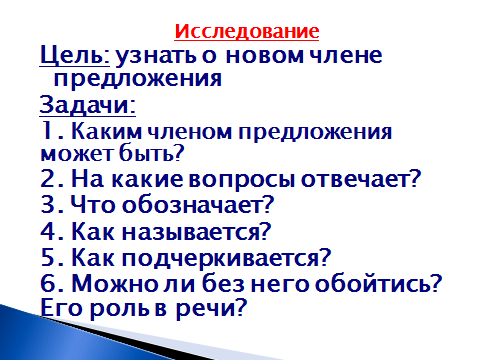 Исследование
Цель: узнать о новом члене
предложения
Задачи:
1. Каким членом предложения
может быть?
2. На какие вопросы отвечает?
3. Что обозначает?
4. Как называется?
5. Как подчеркивается?
6. Можно ли без него обойтись?
Его роль в речи?